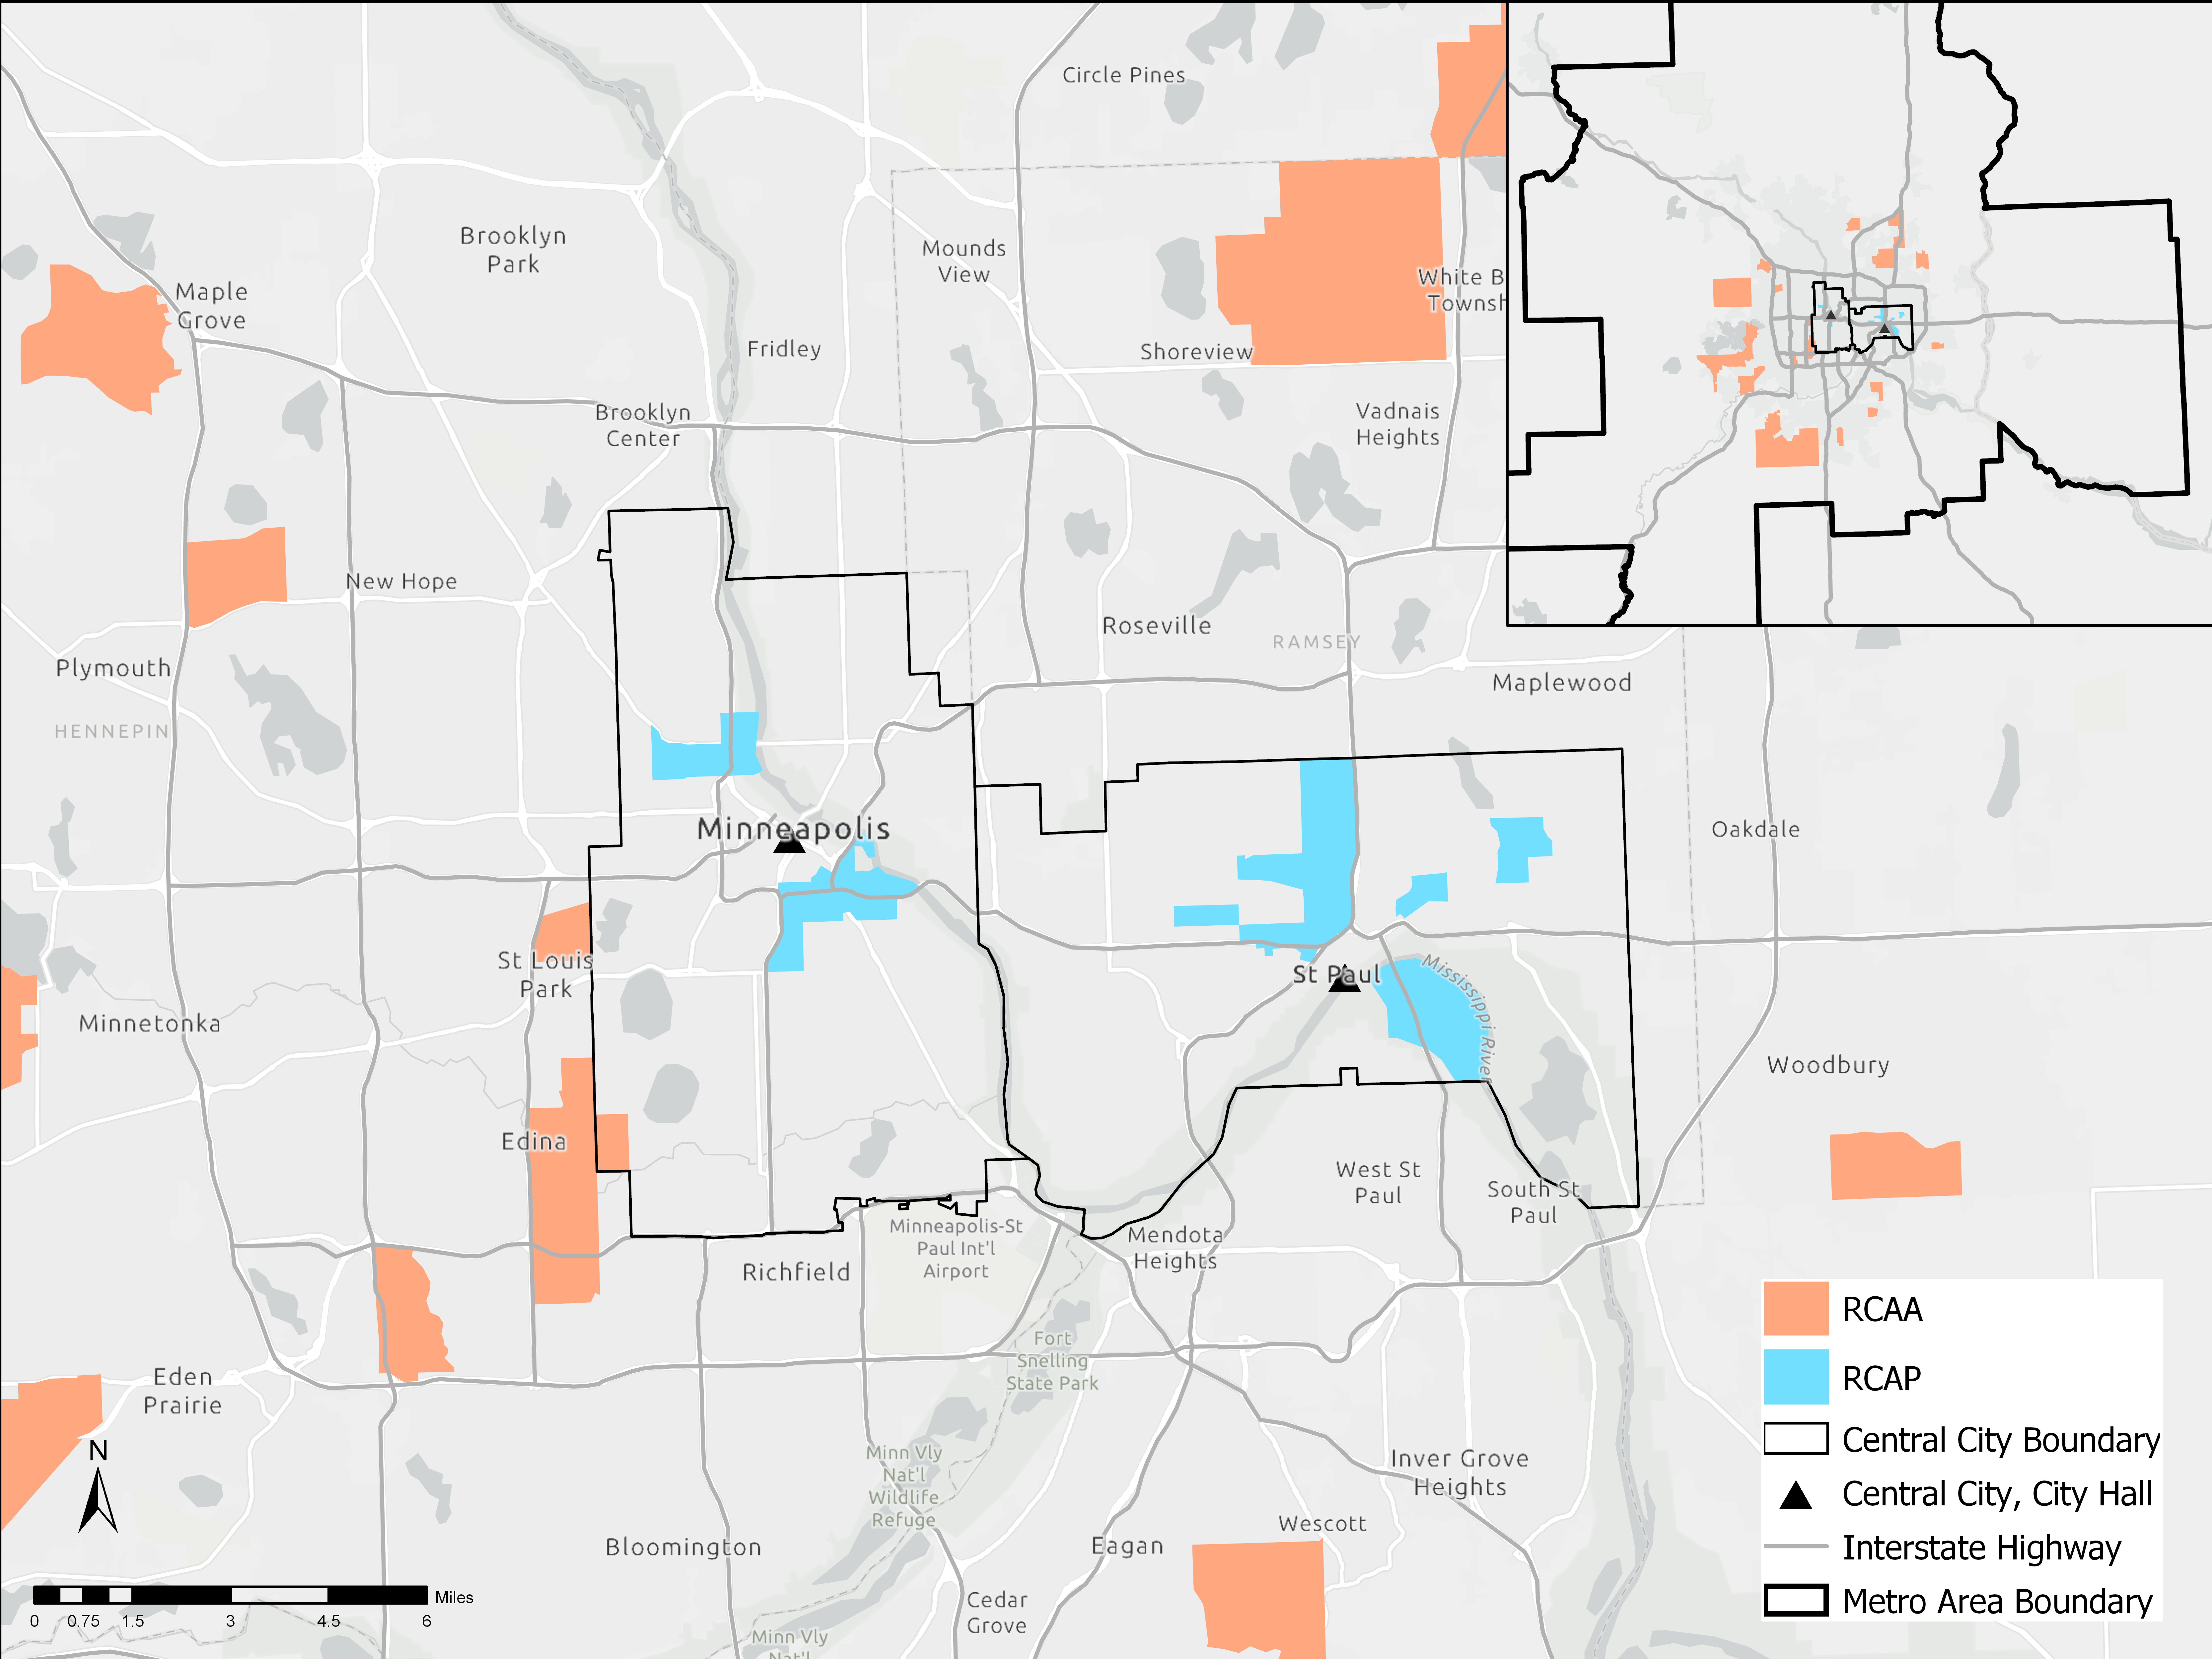 Circle Pines
Brooklyn
Park
Mounds
View
White B
Townsh
Maple
Grove
Fridley
Shoreview
Brooklyn
Center
Vadnais
Heights
New Hope
Roseville
RAMSEY
Plymouth
Maplewood
HENNEPIN
Minneapolis
Oakdale
St Louis
Park
St Paul
Mississippi River
Minnetonka
Woodbury
Edina
West St
Paul
South St
Paul
Minneapolis-St
Paul Int'l
Airport
Mendota
Heights
Richfield
Fort
Snelling
State Park
Eden
Prairie
Minn Vly
Nat'l
Wildlife
Refuge
Inver Grove
Heights
Wescott
Bloomington
Eagan
Cedar
Grove
Minn Vly
Nat'l
N
Miles
0 0.75 1.5 3 4.5 6
RCAA
RCAP
Central City Boundary
Central City, City Hall
Interstate Highway
Metro Area Boundary